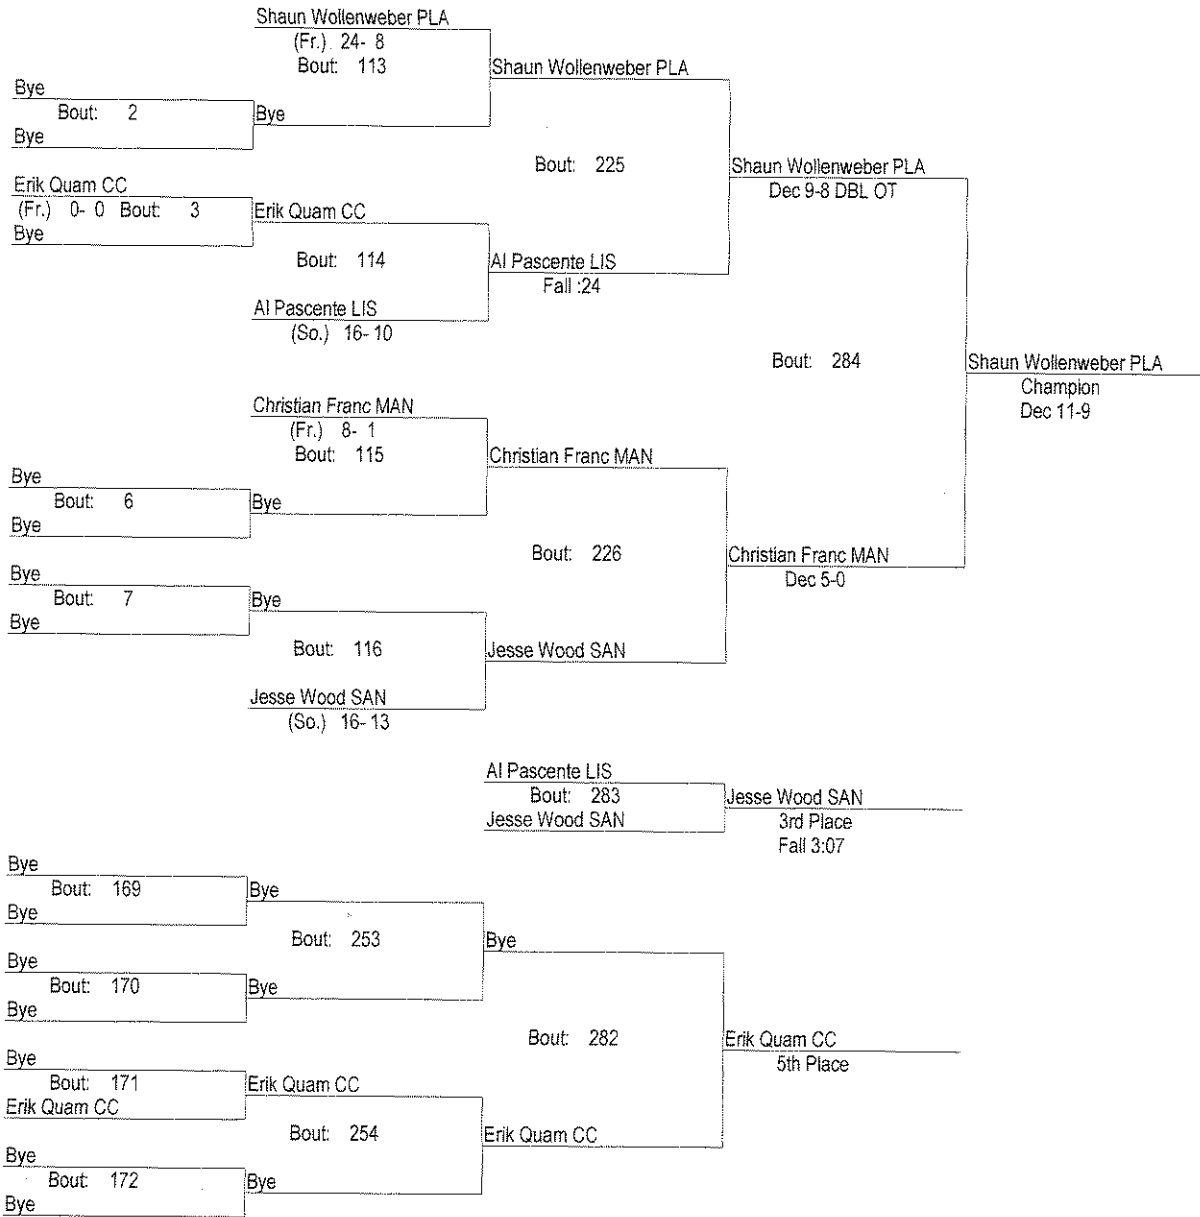 Shaun Wollenweber PLA
(Fr.) 24- 8
Bout: 113
Shaun Wollenweber PLA
Bye
Bout: 2
Bye
Bye
Bout: 225
Shaun Wollenweber PLA
Dec 9-8 DBL OT
Erik Quam CC
(Fr.) 0- 0 Bout: 3
Bye
Erik Quam CC
Bout: 114
Al Pascente LIS
Fall :24
Al Pascente LIS
(So.) 16- 10
Bout: 284
Shaun Wollenweber PLA
Champion
Dec 11-9
Christian Franc MAN
(Fr.) 8- 1
Bout: 115
Christian Franc MAN
Bye
Bout: 6
Bye
Bye
Bout: 226
Christian Franc MAN
Dec 5-0
Bye
Bout: 7
Bye
Bye
Bout: 116
Jesse Wood SAN
Jesse Wood SAN
(So.) 16- 13
Al Pascente LIS
Bout: 283
Jesse Wood SAN
Jesse Wood SAN
3rd Place
Fall 3:07
Bye
Bout: 169
Bye
Bye
Bout: 253
Bye
Bye
Bout: 170
Bye
Bye
Bout: 282
Erik Quam CC
5th Place
Bye
Bout: 171
Erik Quam CC
Erik Quam CC
Bout: 254
Erik Quam CC
Bye
Bout: 172
Bye
Bye